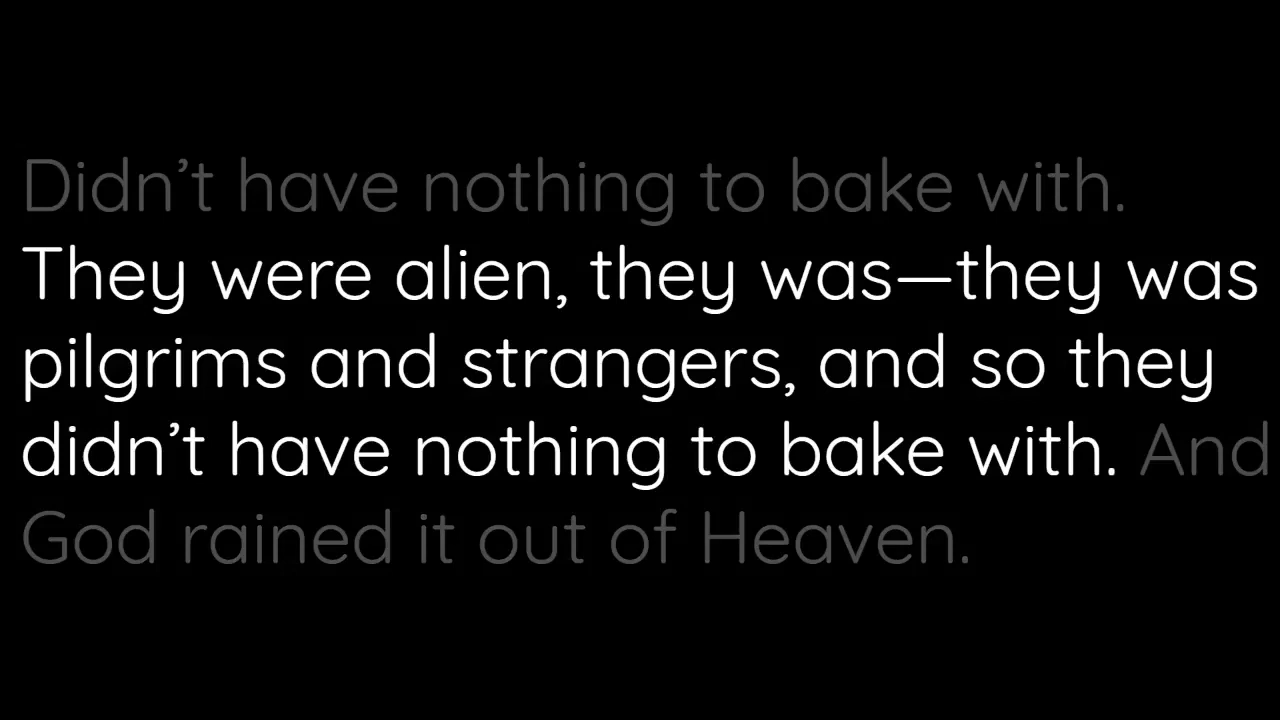 Didn’t have nothing to bake with.
They were alien, they was—they was
pilgrims and strangers, and so they
didn’t have nothing to bake with. And
God rained it out of Heaven.